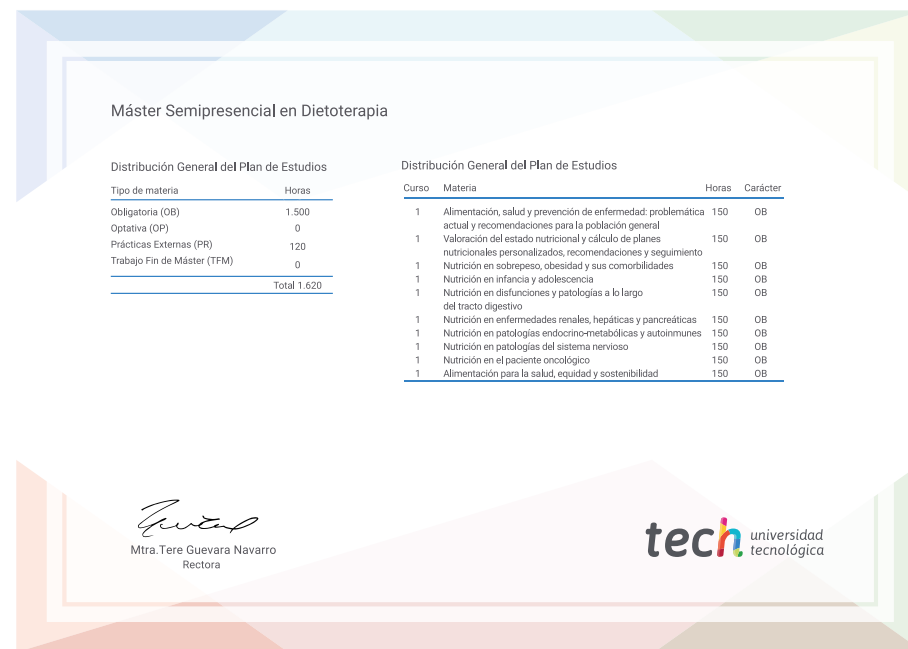 Máster Semipresencial en Dietoterapia
Distribución General del Plan de Estudios
Tipo de materia Horas
Obligatoria (OB) 1.500
Optativa (OP) 0
Prácticas Externas (PR) 120
Trabajo Fin de Máster (TFM) 0
Total 1.620
Distribución General del Plan de Estudios
Curso Materia Horas Carácter
1 Alimentación, salud y prevención de enfermedad: problemática 150 OB
actual y recomendaciones para la población general
1 Valoración del estado nutricional y cálculo de planes 150 OB
nutricionales personalizados, recomendaciones y seguimiento
1 Nutrición en sobrepeso, obesidad y sus comorbilidades 150 OB
1 Nutrición en infancia y adolescencia 150 OB
1 Nutrición en disfunciones y patologías a lo largo 150 OB
del tracto digestivo
1 Nutrición en enfermedades renales, hepáticas y pancreáticas 150 OB
1 Nutrición en patologías endocrino-metabólicas y autoinmunes 150 OB
1 Nutrición en patologías del sistema nervioso 150 OB
1 Nutrición en el paciente oncológico 150 OB
1 Alimentación para la salud, equidad y sostenibilidad 150 OB
Mtra.Tere Guevara Navarro
Rectora
tech universidad
tecnológica